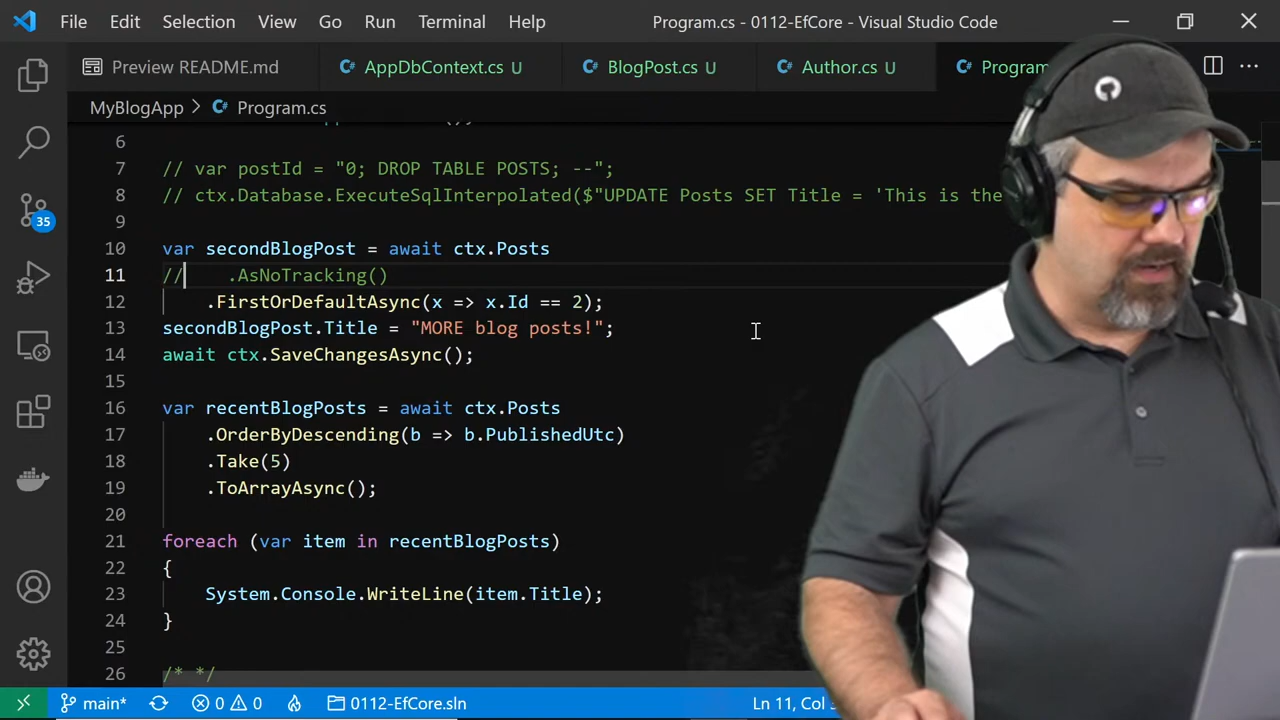 File Edit Selection View Go Run Terminal Help Program.cs - 0112-EfCore - Visual Studio Code
Preview README.md C# AppDbContext.cs U C# BlogPost.cs U C# Author.cs U C# Program
MyBlogApp > C# Program.cs
6
7 // var postId = "0; DROP TABLE POSTS; --";
8 // ctx.Database.ExecuteSqlInterpolated($"UPDATE Posts SET Title = 'This is the
9
10 var secondBlogPost = await ctx.Posts
11 // .AsNoTracking()
12 .FirstOrDefaultAsync(x => x.Id == 2);
13 secondBlogPost.Title = "MORE blog posts!";
14 await ctx.SaveChangesAsync();
15
16 var recentBlogPosts = await ctx.Posts
17 .OrderByDescending(b => b.PublishedUtc)
18 .Take(5)
19 .ToArrayAsync();
20
21 foreach (var item in recentBlogPosts)
22 {
23 System.Console.WriteLine(item.Title);
24 }
25
26 /* */
35
main* 0 0 0112-EfCore.sln Ln 11, Col